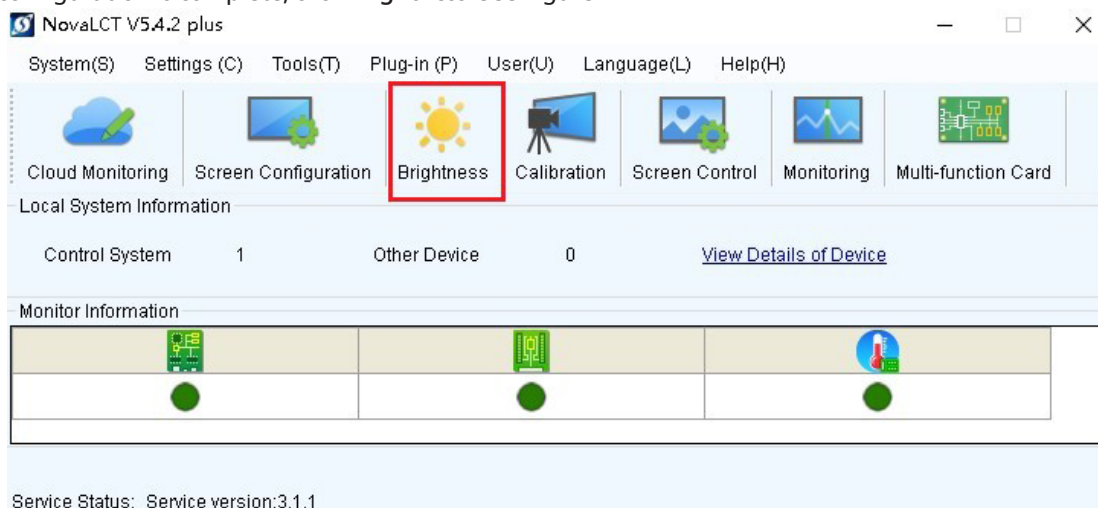 NovaLCT V5.4.2 plus
System(S) Settings (C) Tools(T) Plug-in (P) User(U) Language(L) Help(H)
Cloud Monitoring Screen Configuration Brightness Calibration Screen Control Monitoring Multi-function Card
Local System Information
Control System 1 Other Device 0 View Details of Device
Monitor Information
Service Status: Service version:3.1.1